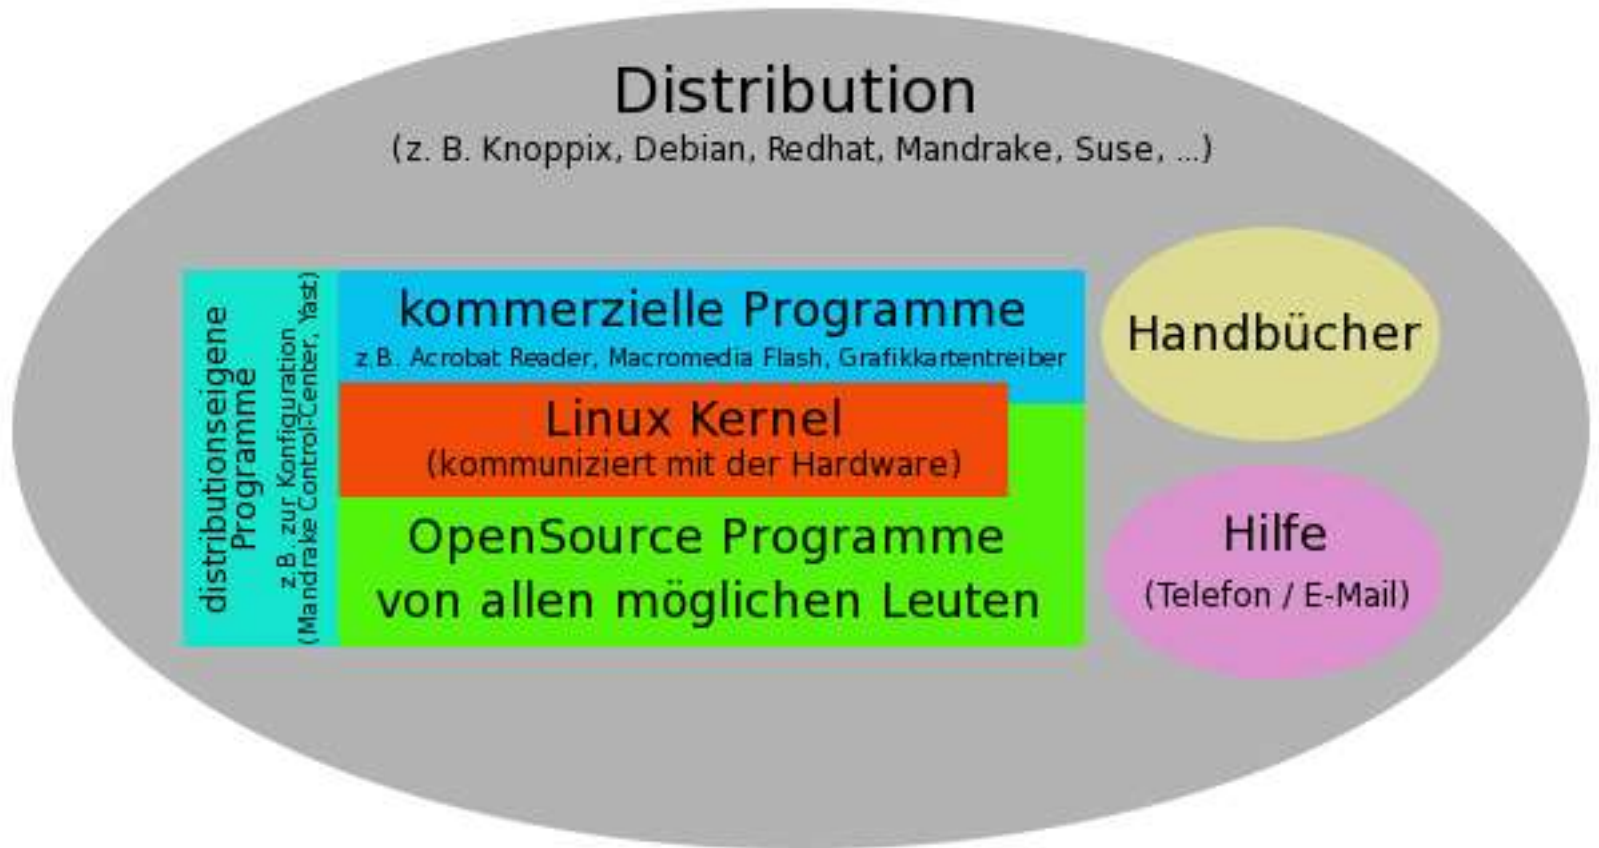 Distribution
(z. B. Knoppix, Debian, Redhat, Mandrake, Suse, ...)
distributionseigene
Programme
z.B. zur Konfiguration
(Mandrake Control-Center, Yast)
kommerzielle Programme
z.B. Acrobat Reader, Macromedia Flash, Grafikkartentreiber
Linux Kernel
(kommuniziert mit der Hardware)
OpenSource Programme
von allen möglichen Leuten
Handbücher
Hilfe
(Telefon / E-Mail)